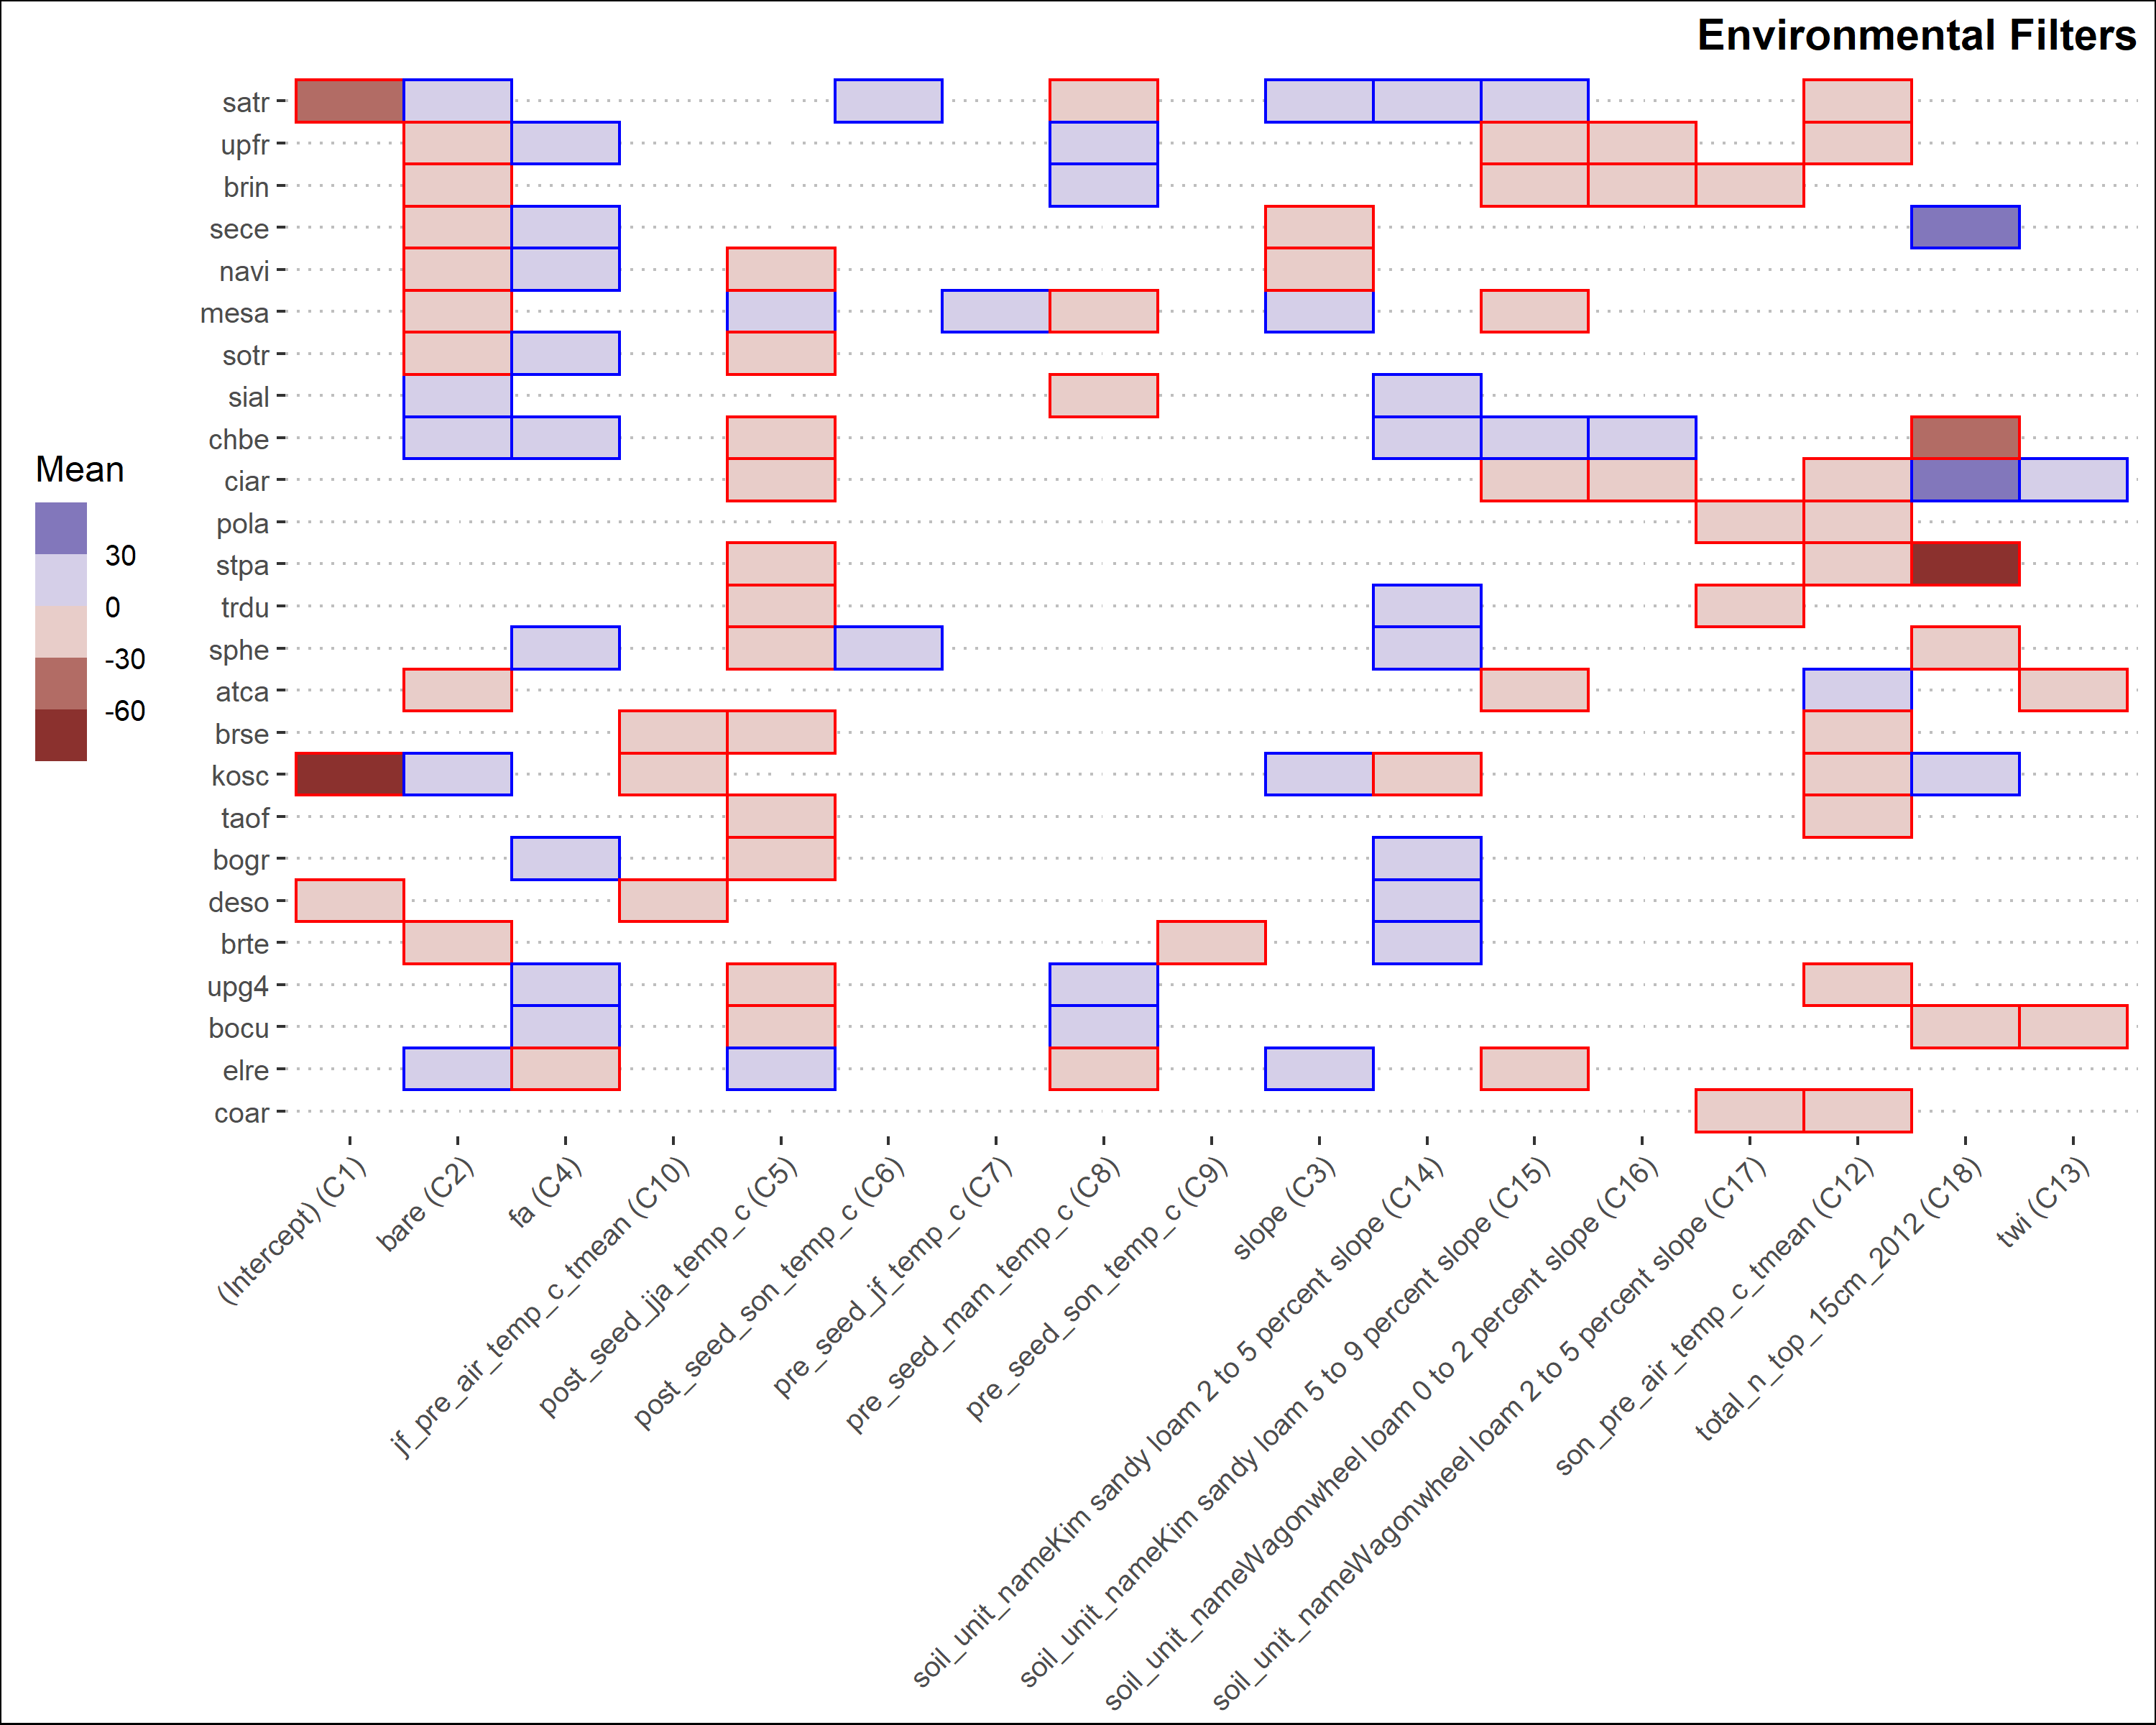 Environmental Filters
satr
upfr
brin
sece
navi
mesa
sotr
sial
chbe
ciar
pola
stpa
trdu
sphe
atca
brse
kosc
taof
bogr
deso
brte
upg4
bocu
elre
coar
Mean
30
0
-30
-60
(Intercept) (C1)
bare (C2)
fa (C4)
jf_pre_air_temp_c_tmean (C10)
post_seed_jja_temp_c (C5)
post_seed_son_temp_c (C6)
pre_seed_jf_temp_c (C7)
pre_seed_mam_temp_c (C8)
pre_seed_son_temp_c (C9)
slope (C3)
soil_unit_nameKim sandy loam 2 to 5 percent slope (C14)
soil_unit_nameKim sandy loam 5 to 9 percent slope (C15)
soil_unit_nameWagonwheel loam 0 to 2 percent slope (C16)
soil_unit_nameWagonwheel loam 2 to 5 percent slope (C17)
son_pre_air_temp_c_tmean (C12)
total_n_top_15cm_2012 (C18)
twi (C13)